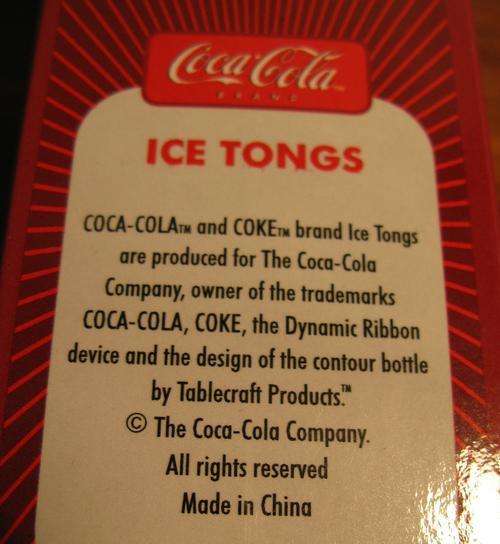 Coca-Cola™
BRAND
ICE TONGS
COCA-COLA™ and COKE™ brand Ice Tongs
are produced for The Coca-Cola
Company, owner of the trademarks
COCA-COLA, COKE, the Dynamic Ribbon
device and the design of the contour bottle
by Tablecraft Products.™
© The Coca-Cola Company.
All rights reserved
Made in China